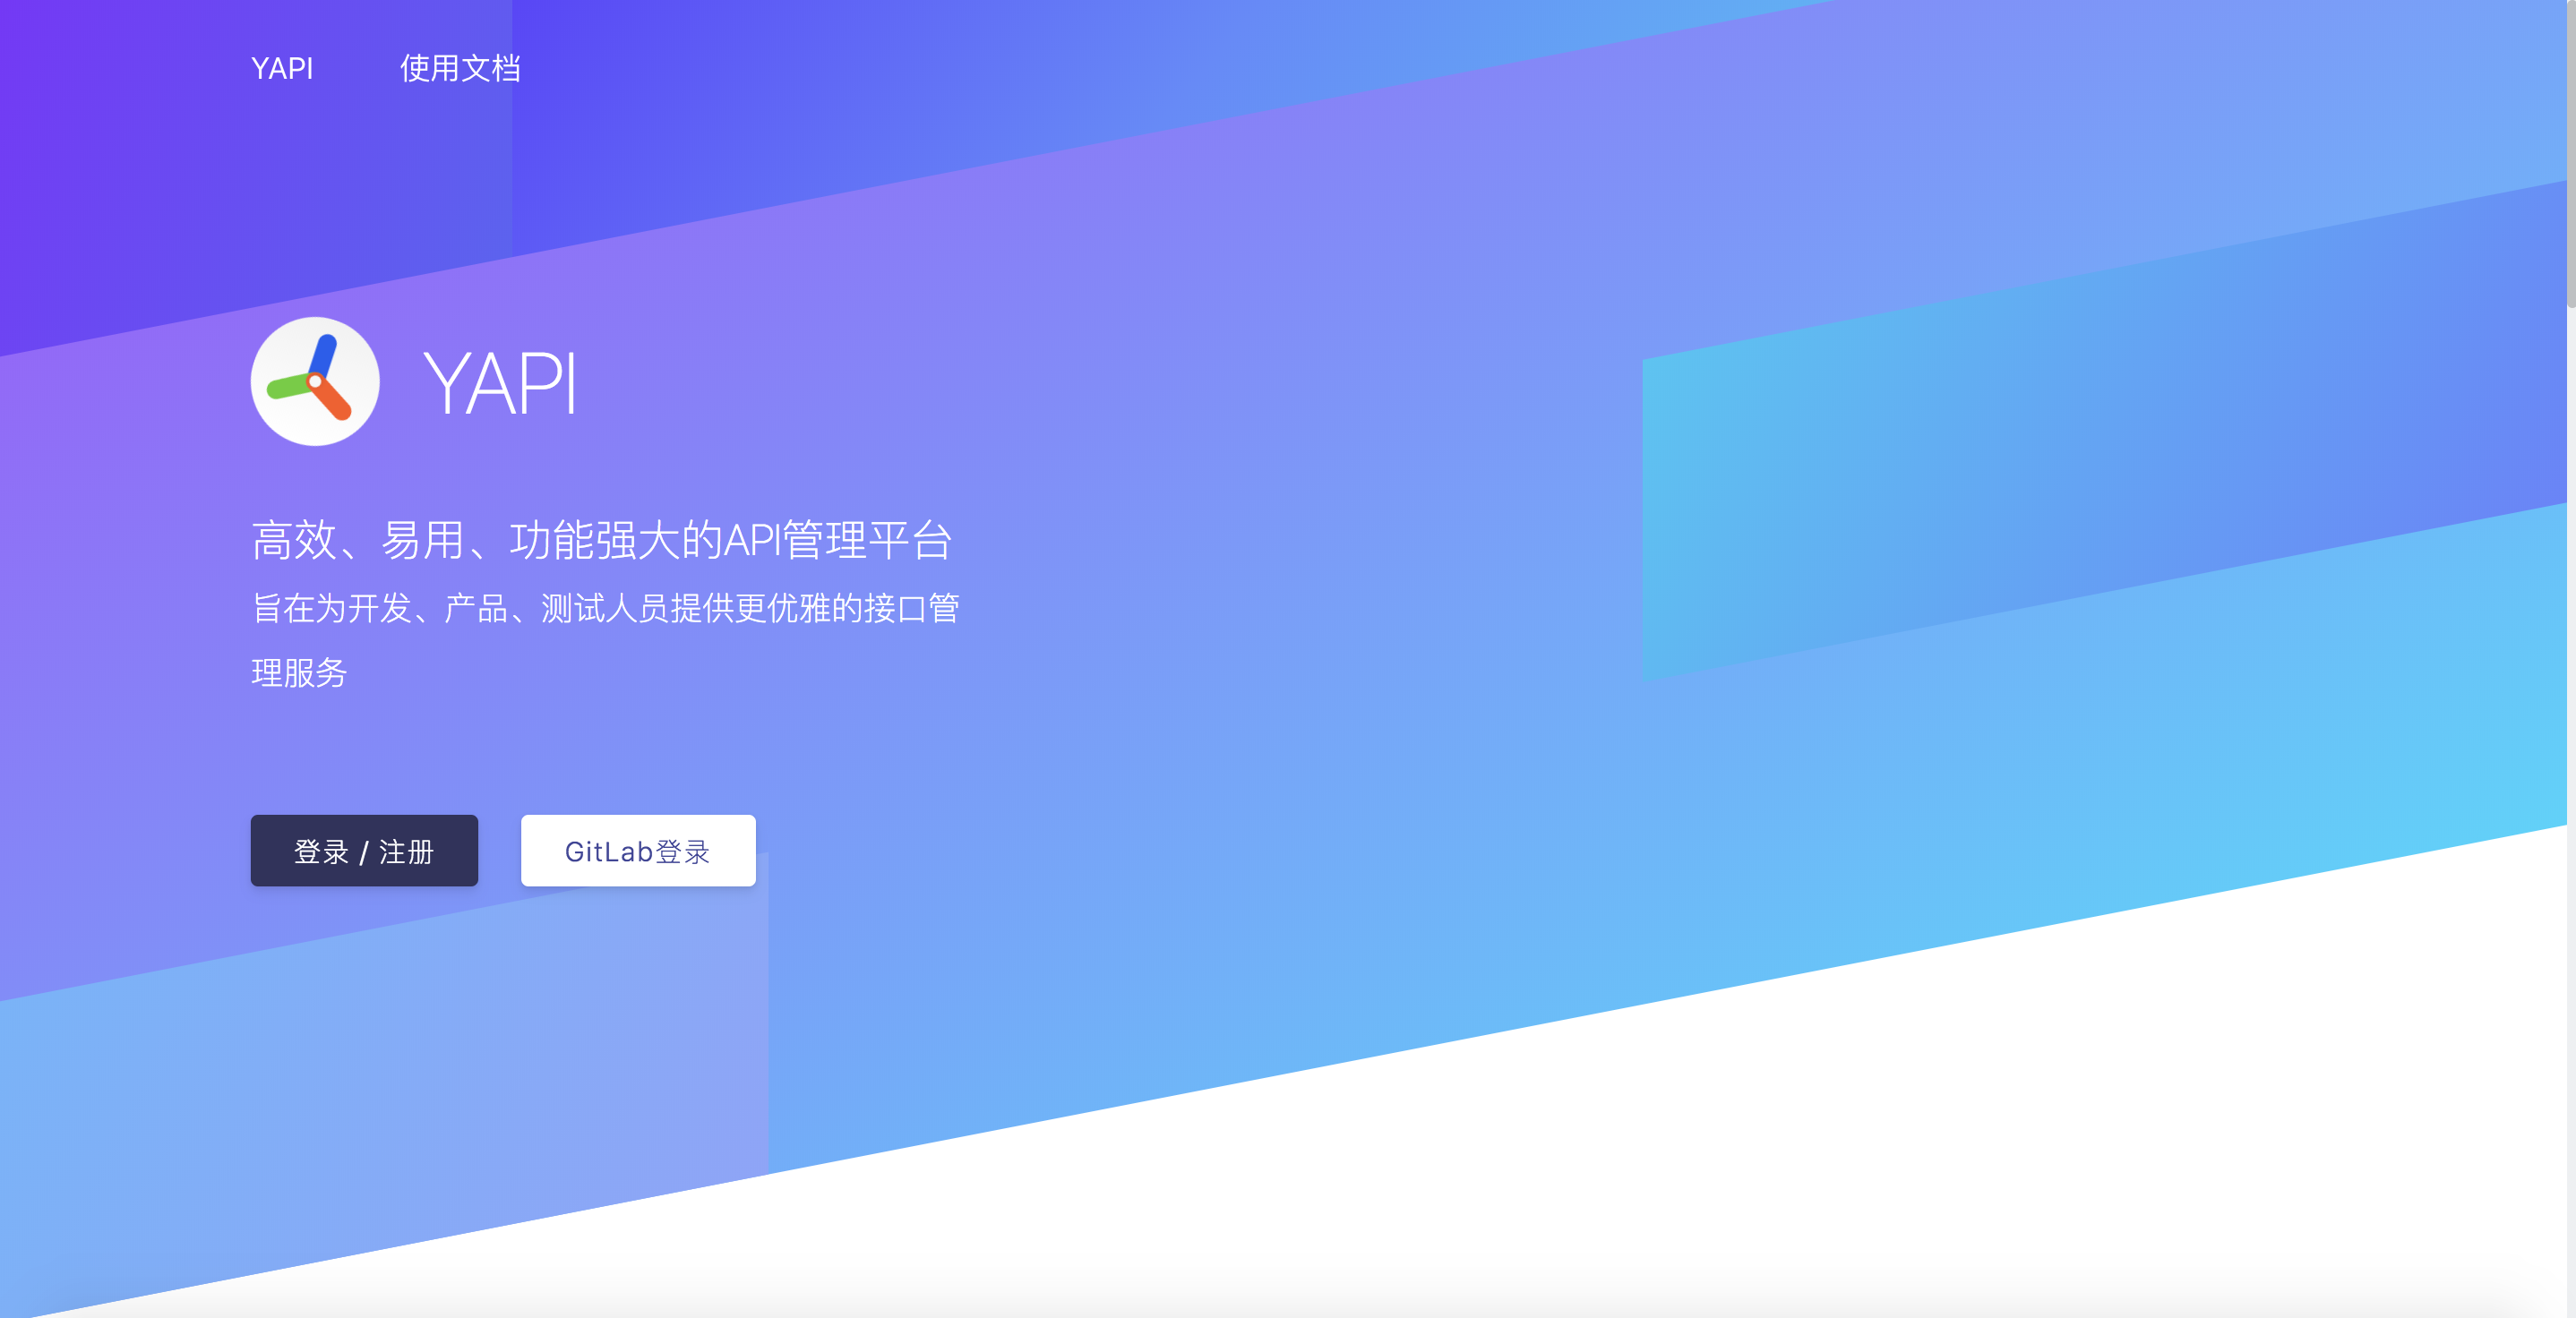 YAPI 使用文档
YAPI
高效、易用、功能强大的API管理平台
旨在为开发、产品、测试人员提供更优雅的接口管
理服务
登录 / 注册 GitLab登录